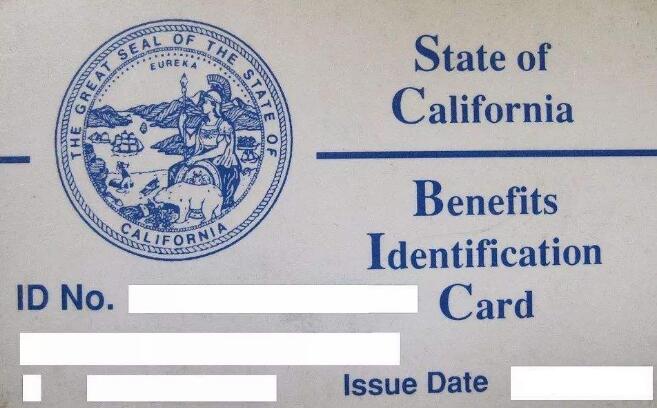 THE GREAT SEAL OF THE STATE OF CALIFORNIA
EUREKA
State of
California
Benefits
Identification
Card
ID No.
Issue Date